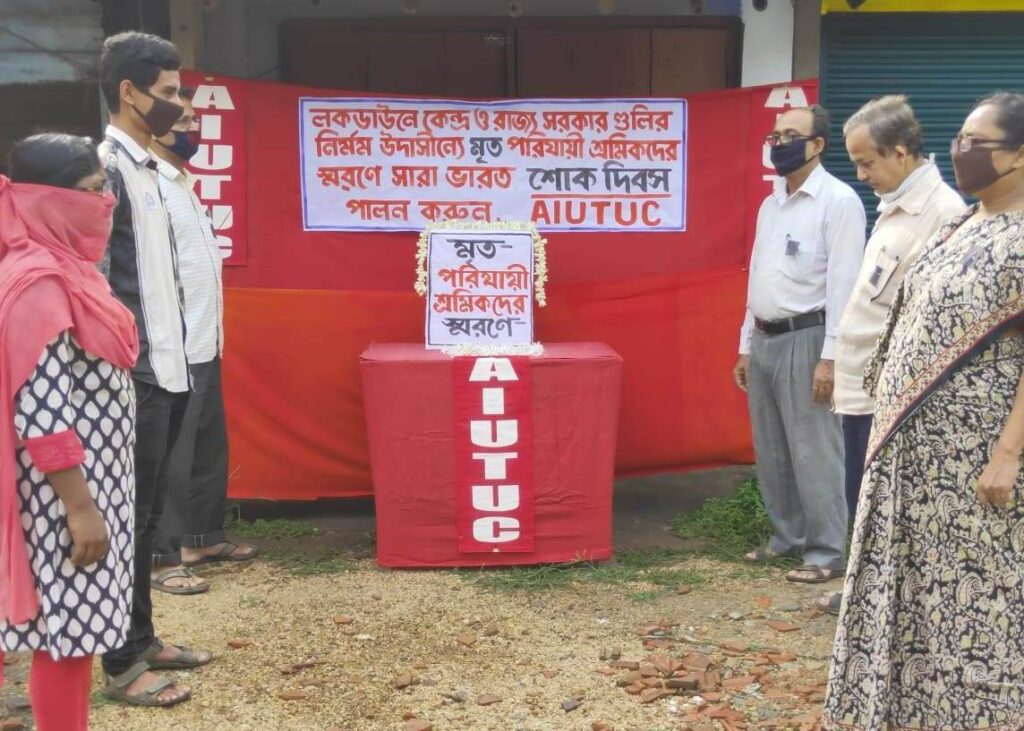 লকডাউনে কেন্দ্র ও রাজ্য সরকার গুলির
নির্মম উদাসীন্যে মৃত পরিযায়ী শ্রমিকদের
স্মরণে সারা ভারত শোক দিবস
পালন করুন. AIUTUC
মৃত-
পরিযায়ী
শ্রমিকদের
স্মরণে-
AIUTUC
AIUTUC
A